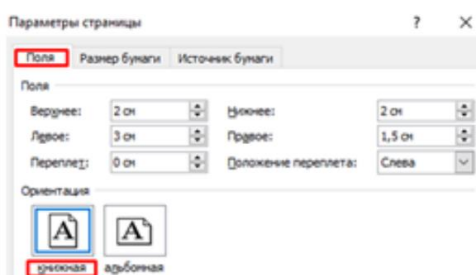 Параметры страницы ? ×
Поля Размер бумаги Источник бумаги
Поля
Верхнее: 2 см Нижнее: 2 см
Левое: 3 см Правое: 1,5 см
Переплет: 0 см Положение переплета: Слева
Ориентация
A A
книжная альбомная